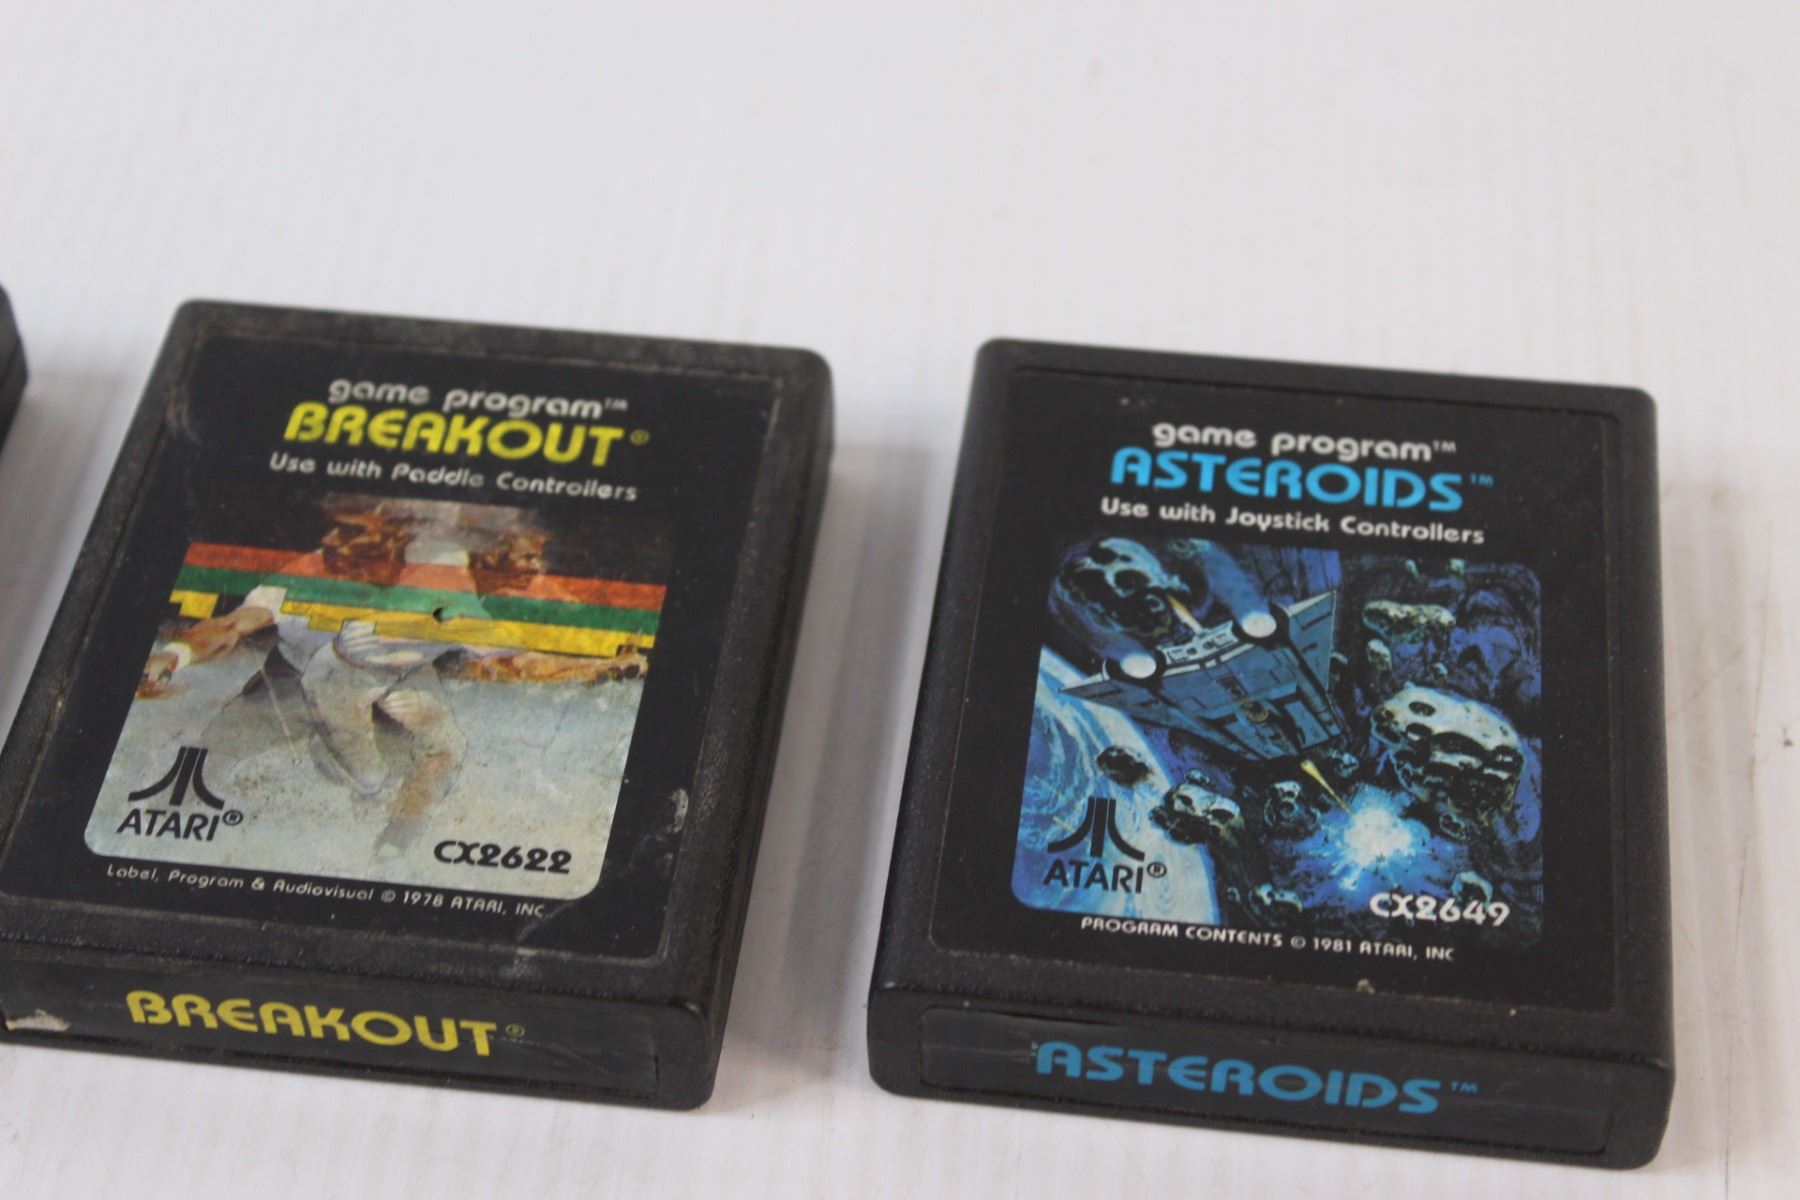 game program™
BREAKOUT®
Use with Paddle Controllers
ATARI®
CX2622
Label, Program & Audiovisual © 1978 ATARI, INC
BREAKOUT®
game program™
ASTEROIDS™
Use with Joystick Controllers
ATARI®
CX2649
PROGRAM CONTENTS © 1981 ATARI, INC
ASTEROIDS™